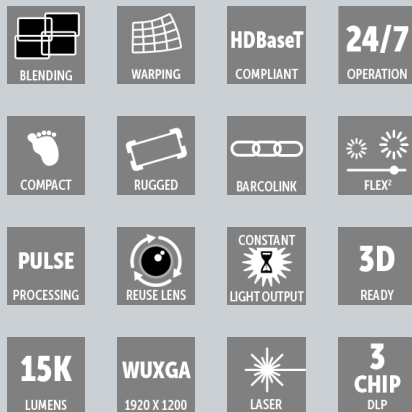 BLENDING
WARPING
HDBaseT
COMPLIANT
24/7
OPERATION
COMPACT
RUGGED
BARCOLINK
FLEX²
PULSE
PROCESSING
REUSE LENS
CONSTANT
LIGHT OUTPUT
3D
READY
15K
LUMENS
WUXGA
1920 X 1200
LASER
3
CHIP
DLP